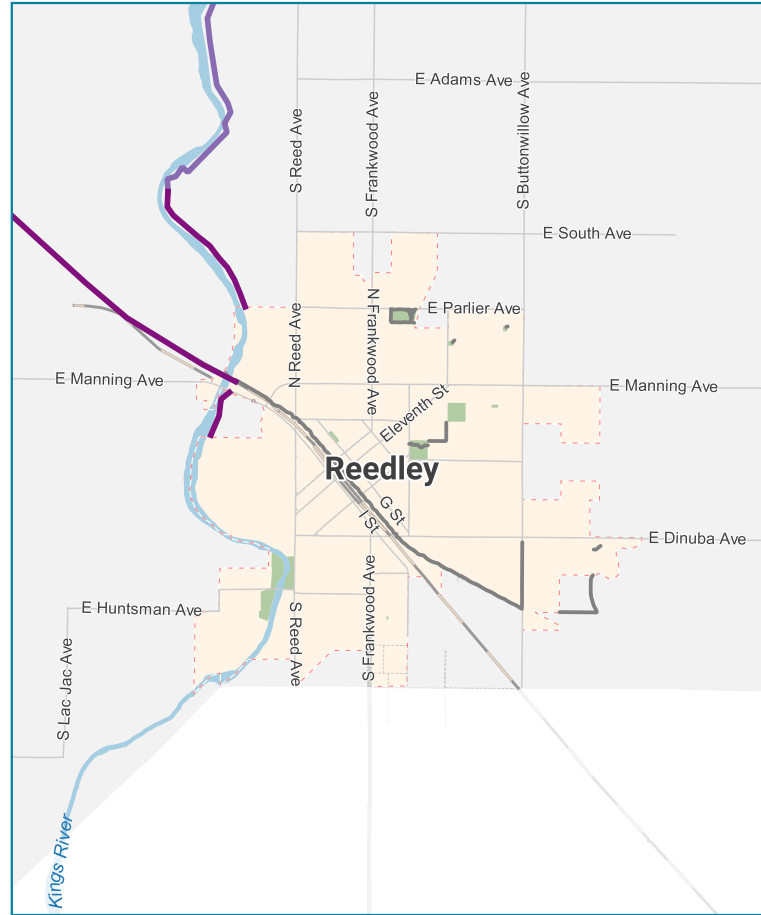 E Adams Ave
S Buttonwillow Ave
S Reed Ave
S Frankwood Ave
E South Ave
E Parlier Ave
N Frankwood Ave
N Reed Ave
E Manning Ave
E Manning Ave
Eleventh St
Reedley
G St
I St
E Dinuba Ave
E Huntsman Ave
S Reed Ave
S Frankwood Ave
S Lac Jac Ave
Kings River